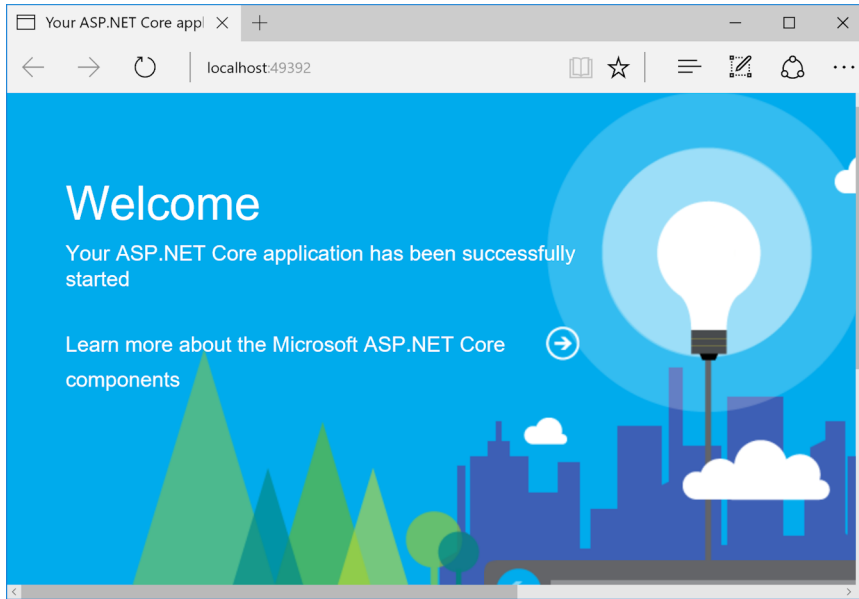 Your ASP.NET Core appl
localhost:49392
Welcome
Your ASP.NET Core application has been successfully
started
Learn more about the Microsoft ASP.NET Core
components